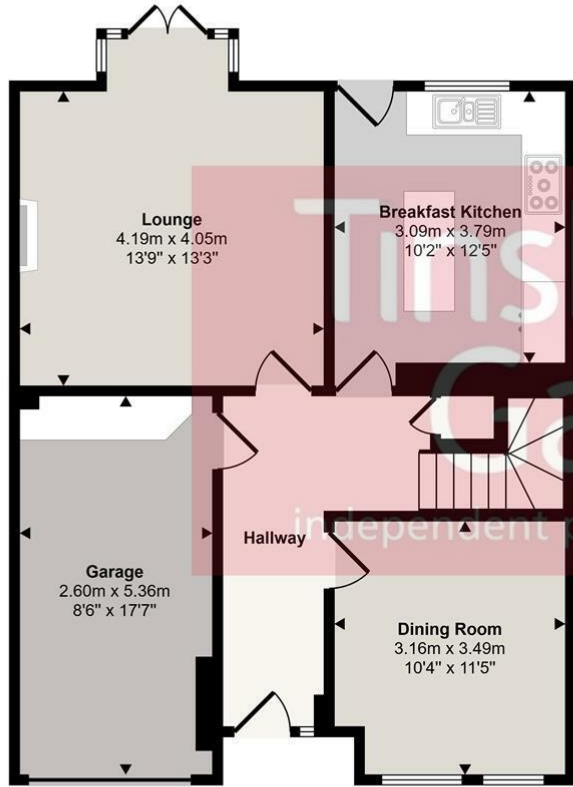 Lounge
4.19m x 4.05m
13'9" x 13'3"
Breakfast Kitchen
3.09m x 3.79m
10'2" x 12'5"
Tins
Ga
independent p
Hallway
Garage
2.60m x 5.36m
8'6" x 17'7"
Dining Room
3.16m x 3.49m
10'4" x 11'5"